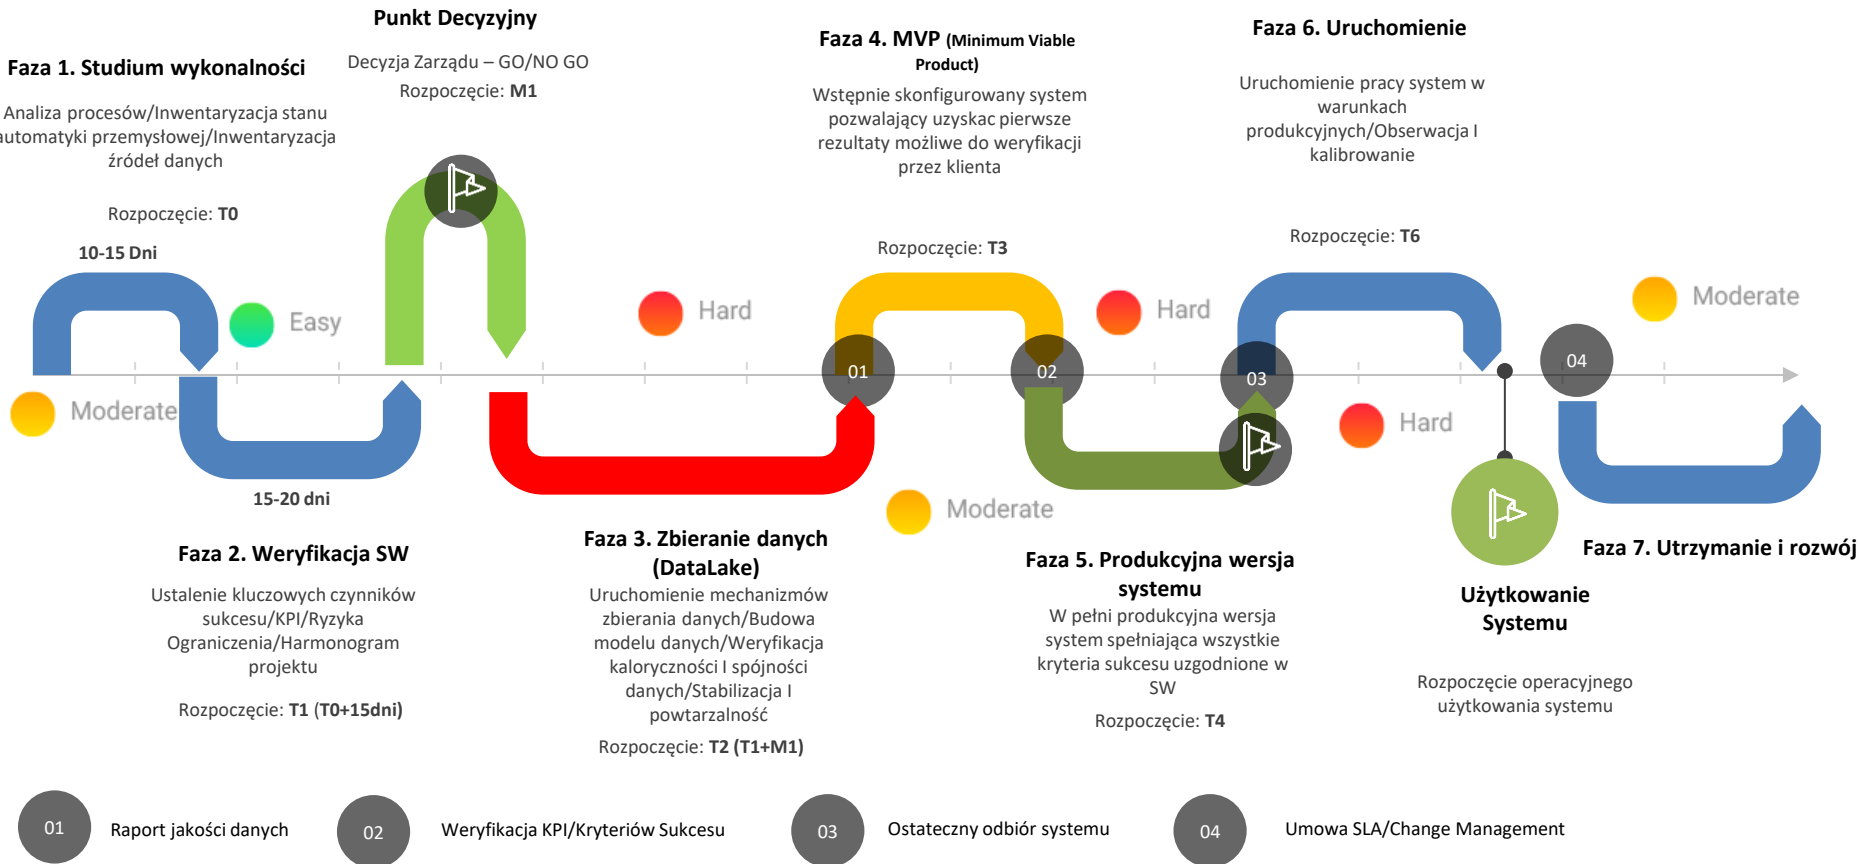 Punkt Decyzyjny
Decyzja Zarządu – GO/NO GO
Rozpoczęcie: M1
Faza 1. Studium wykonalności
Analiza procesów/Inwentaryzacja stanu
automatyki przemysłowej/Inwentaryzacja
źródeł danych
Rozpoczęcie: T0
10-15 Dni
Faza 4. MVP (Minimum Viable
Product)
Wstępnie skonfigurowany system
pozwalający uzyskac pierwsze
rezultaty możliwe do weryfikacji
przez klienta
Rozpoczęcie: T3
Faza 6. Uruchomienie
Uruchomienie pracy system w
warunkach
produkcyjnych/Obserwacja I
kalibrowanie
Rozpoczęcie: T6
Easy
Hard
Hard
Moderate
01
02
03
04
Moderate
Hard
Moderate
15-20 dni
Faza 2. Weryfikacja SW
Ustalenie kluczowych czynników
sukcesu/KPI/Ryzyka
Ograniczenia/Harmonogram
projektu
Rozpoczęcie: T1 (T0+15dni)
Faza 3. Zbieranie danych
(DataLake)
Uruchomienie mechanizmów
zbierania danych/Budowa
modelu danych/Weryfikacja
kaloryczności I spójności
danych/Stabilizacja I
powtarzalność
Rozpoczęcie: T2 (T1+M1)
Faza 5. Produkcyjna wersja
systemu
W pełni produkcyjna wersja
system spełniająca wszystkie
kryteria sukcesu uzgodnione w
SW
Rozpoczęcie: T4
Użytkowanie
Systemu
Rozpoczęcie operacyjnego
użytkowania systemu
Faza 7. Utrzymanie i rozwój
01 Raport jakości danych
02 Weryfikacja KPI/Kryteriów Sukcesu
03 Ostateczny odbiór systemu
04 Umowa SLA/Change Management